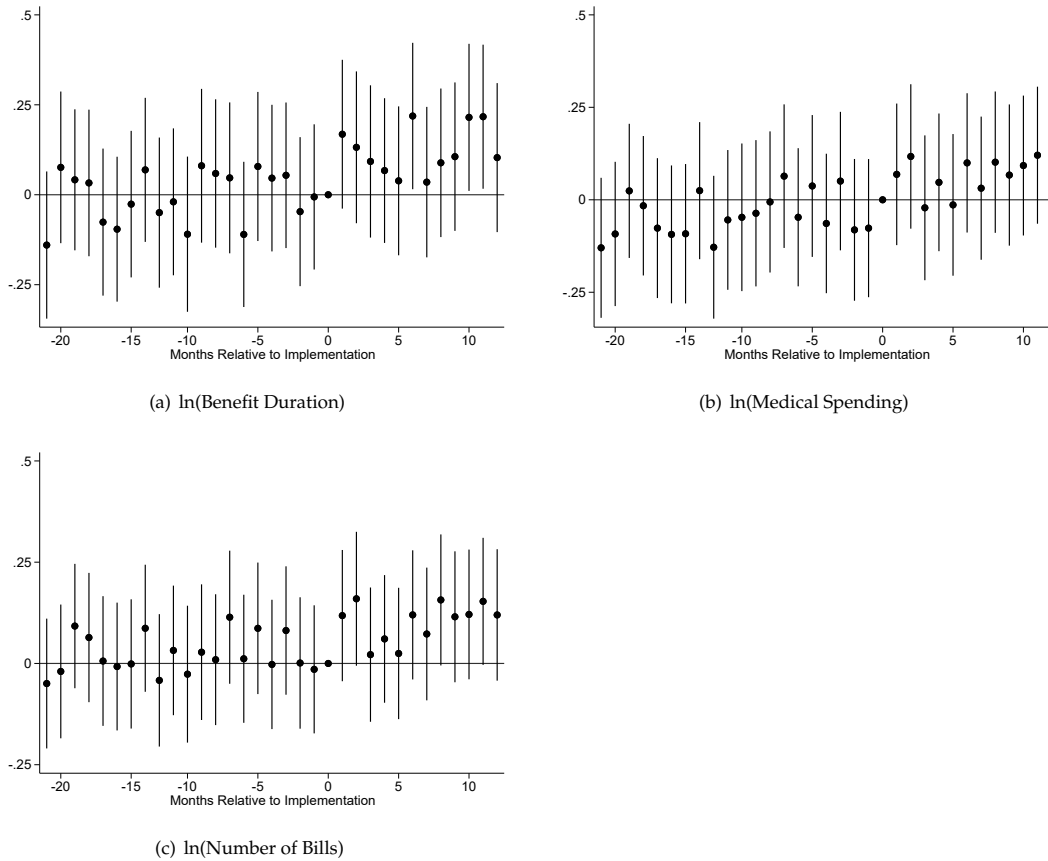 .5
.25
0
-.25
-20 -15 -10 -5 0 5 10
Months Relative to Implementation
(a) ln(Benefit Duration)
.5
.25
0
-.25
-20 -15 -10 -5 0 5 10
Months Relative to Implementation
(b) ln(Medical Spending)
.5
.25
0
-.25
-20 -15 -10 -5 0 5 10
Months Relative to Implementation
(c) ln(Number of Bills)